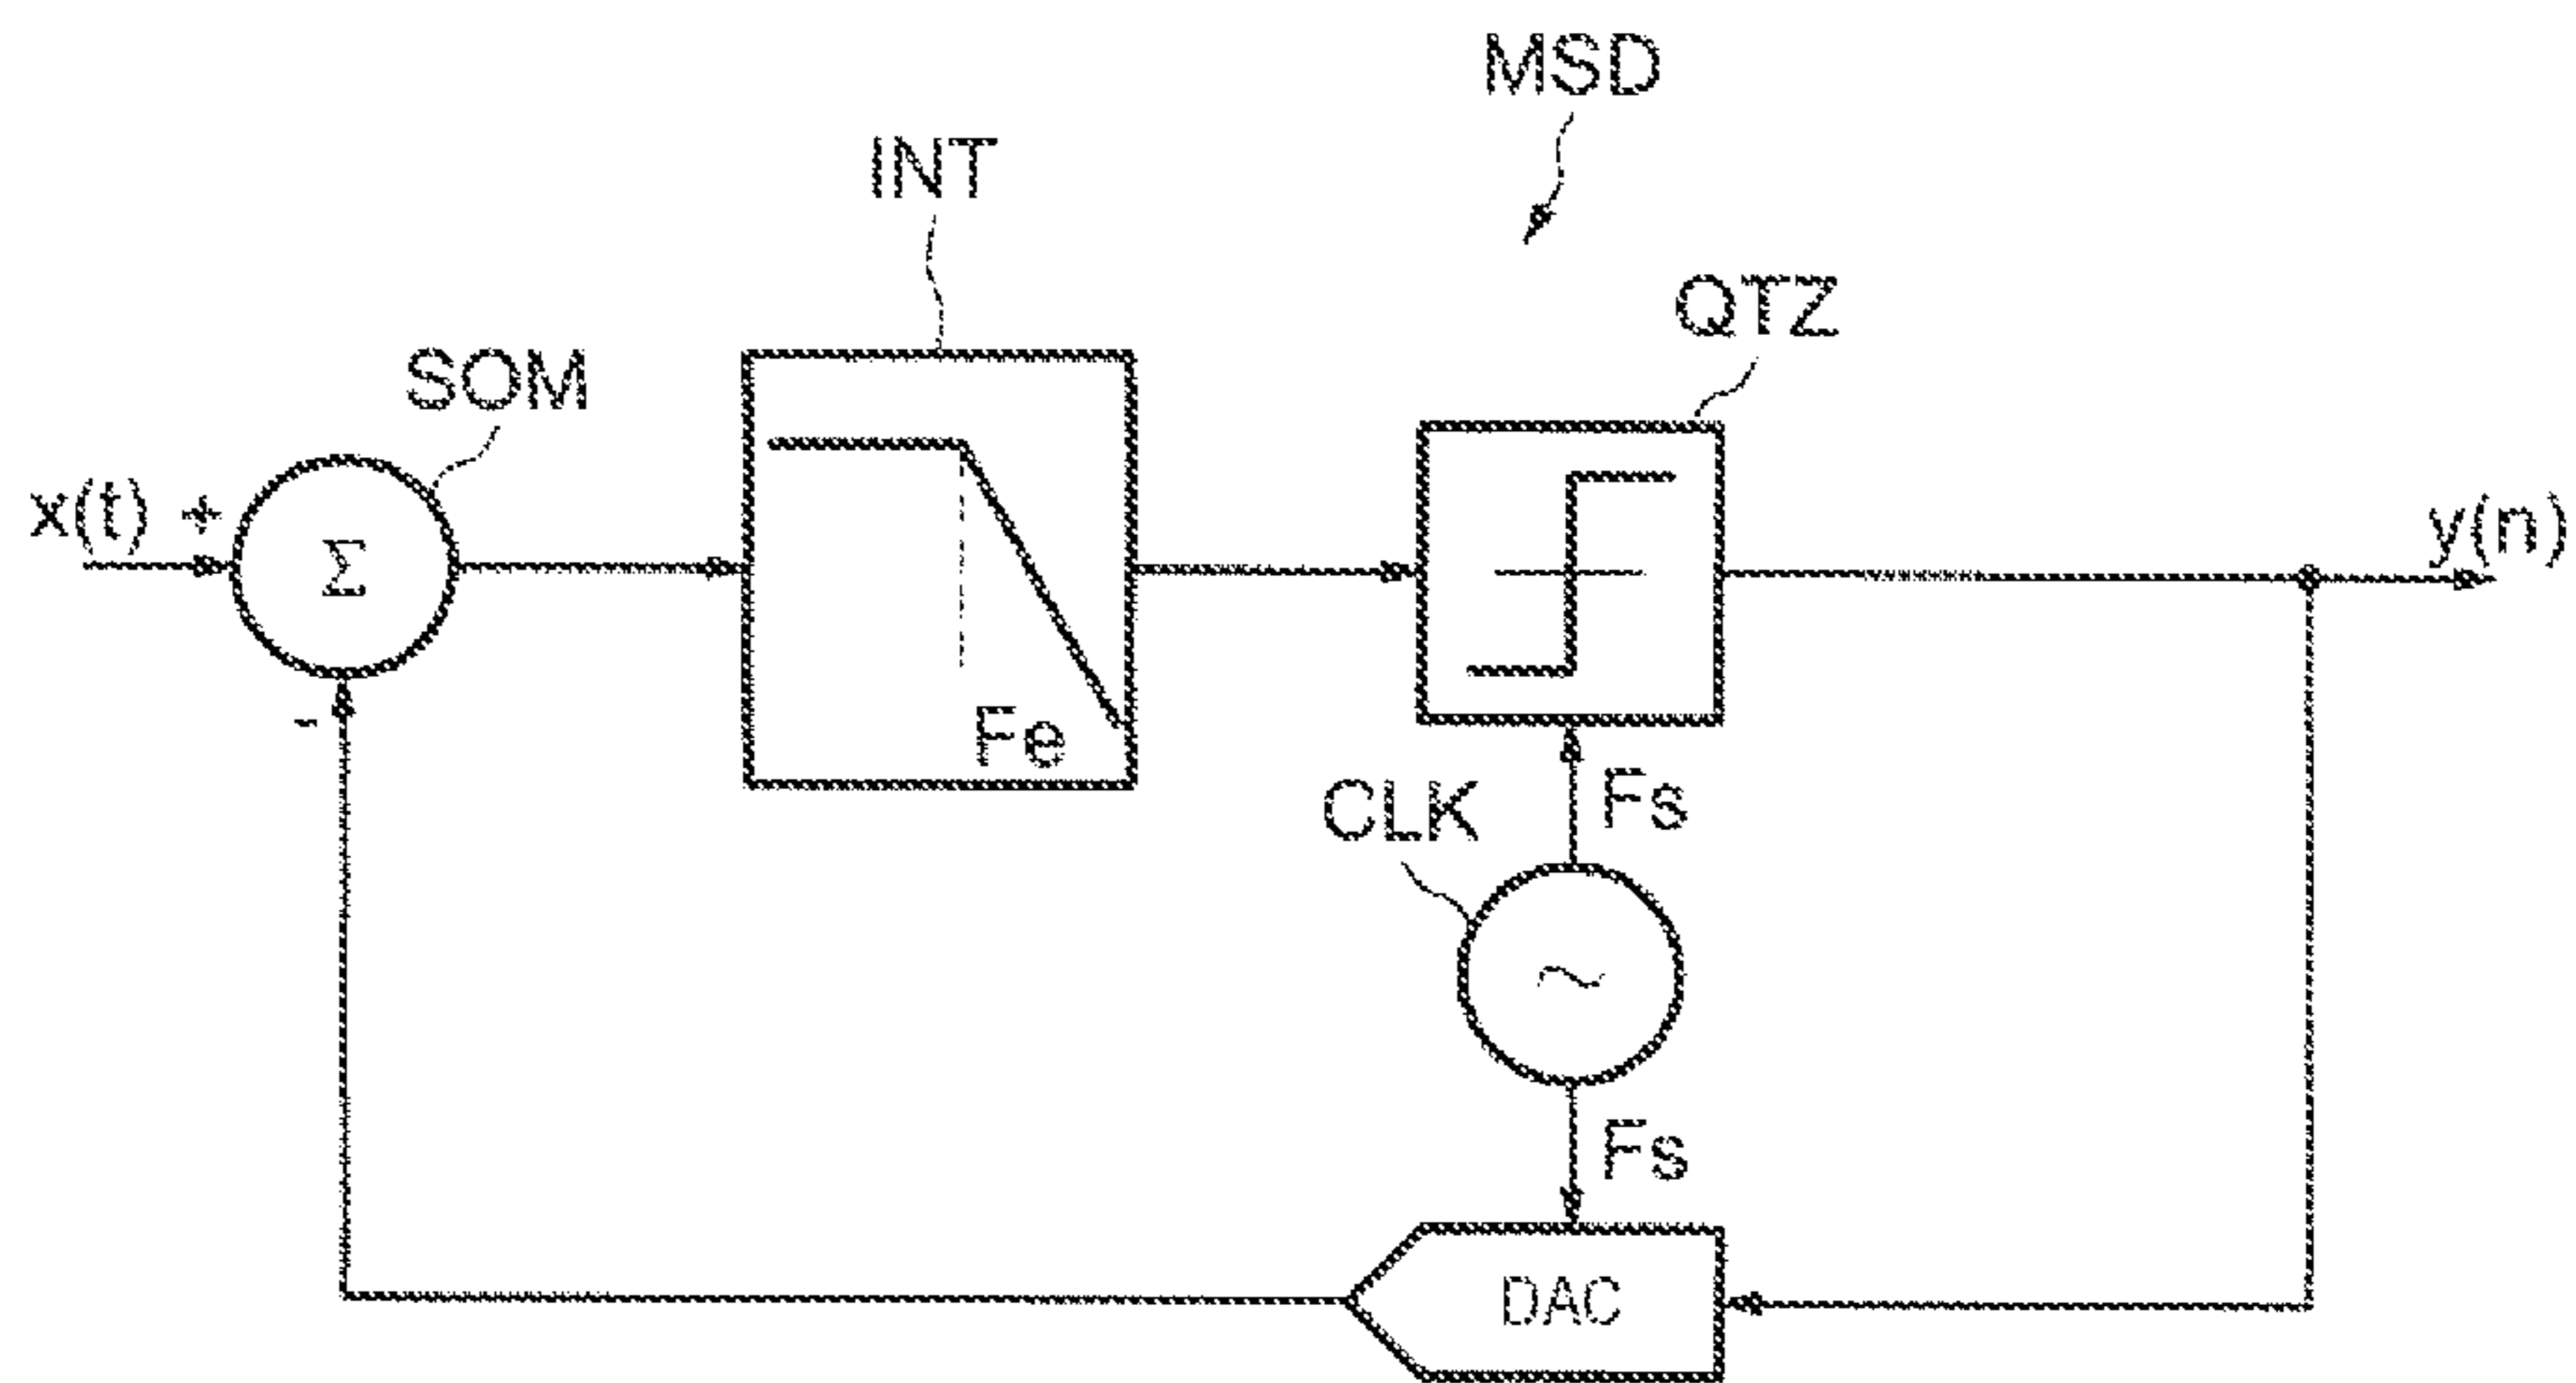 MSD
INT
QTZ
SOM
x(t) +
Σ
y(n)
-
Fe
Fs
CLK
~
Fs
DAC